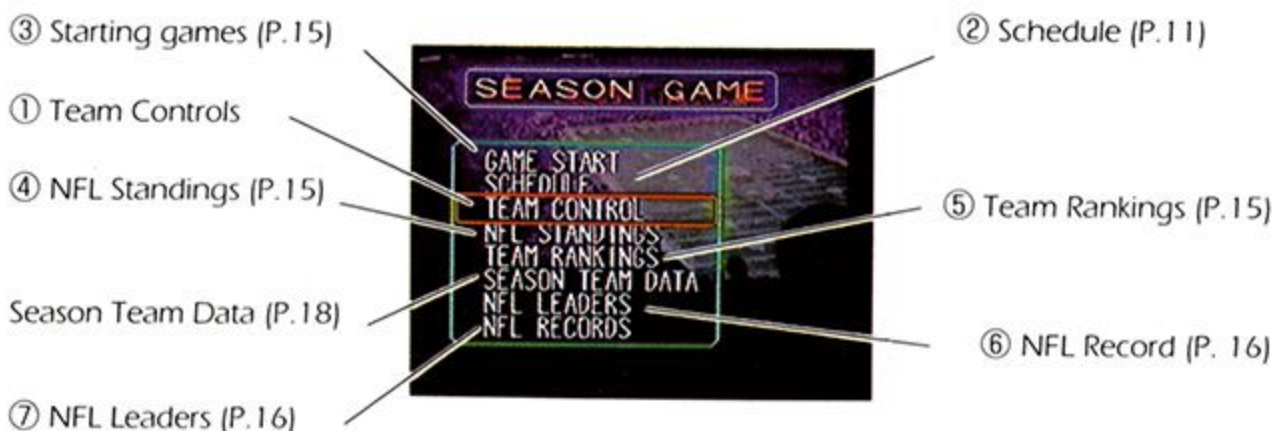 ③ Starting games (P.15)
② Schedule (P.11)
① Team Controls
④ NFL Standings (P.15)
⑤ Team Rankings (P.15)
Season Team Data (P.18)
⑥ NFL Record (P. 16)
⑦ NFL Leaders (P.16)
SEASON GAME
GAME START
SCHEDULE
TEAM CONTROL
NFL STANDINGS
TEAM RANKINGS
SEASON TEAM DATA
NFL LEADERS
NFL RECORDS